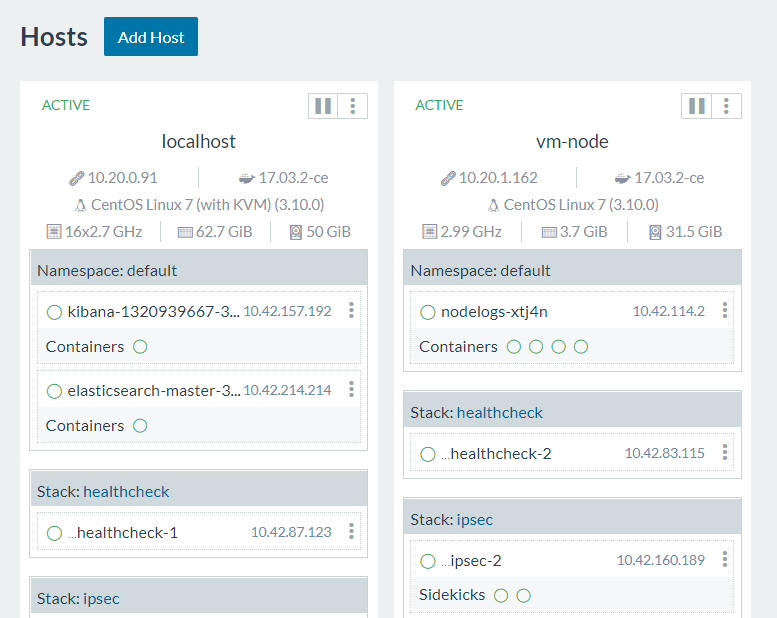 Hosts
Add Host
ACTIVE
localhost
10.20.0.91
17.03.2-ce
CentOS Linux 7 (with KVM) (3.10.0)
16x2.7 GHz
62.7 GiB
50 GiB
Namespace: default
kibana-1320939667-3... 10.42.157.192
Containers
elasticsearch-master-3... 10.42.214.214
Containers
Stack: healthcheck
...healthcheck-1 10.42.87.123
Stack: ipsec
ACTIVE
vm-node
10.20.1.162
17.03.2-ce
CentOS Linux 7 (3.10.0)
2.99 GHz
3.7 GiB
31.5 GiB
Namespace: default
nodelogs-xtj4n 10.42.114.2
Containers
Stack: healthcheck
...healthcheck-2 10.42.83.115
Stack: ipsec
...ipsec-2 10.42.160.189
Sidekicks